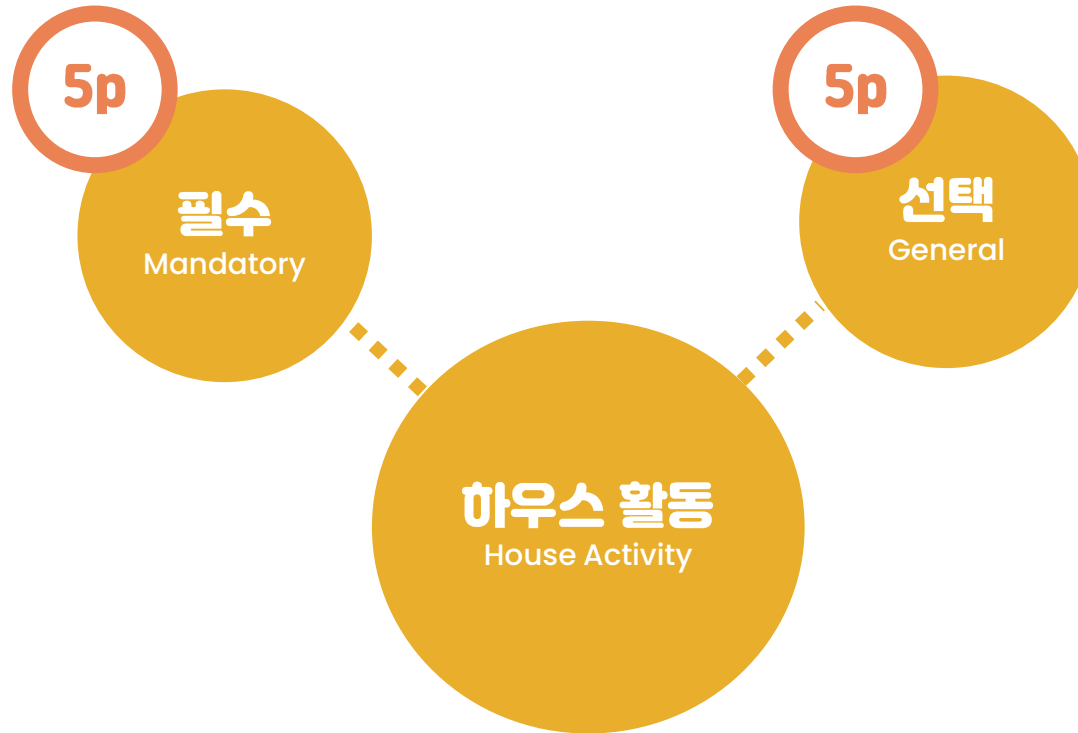 5p
필수
Mandatory
5p
선택
General
하우스 활동
House Activity